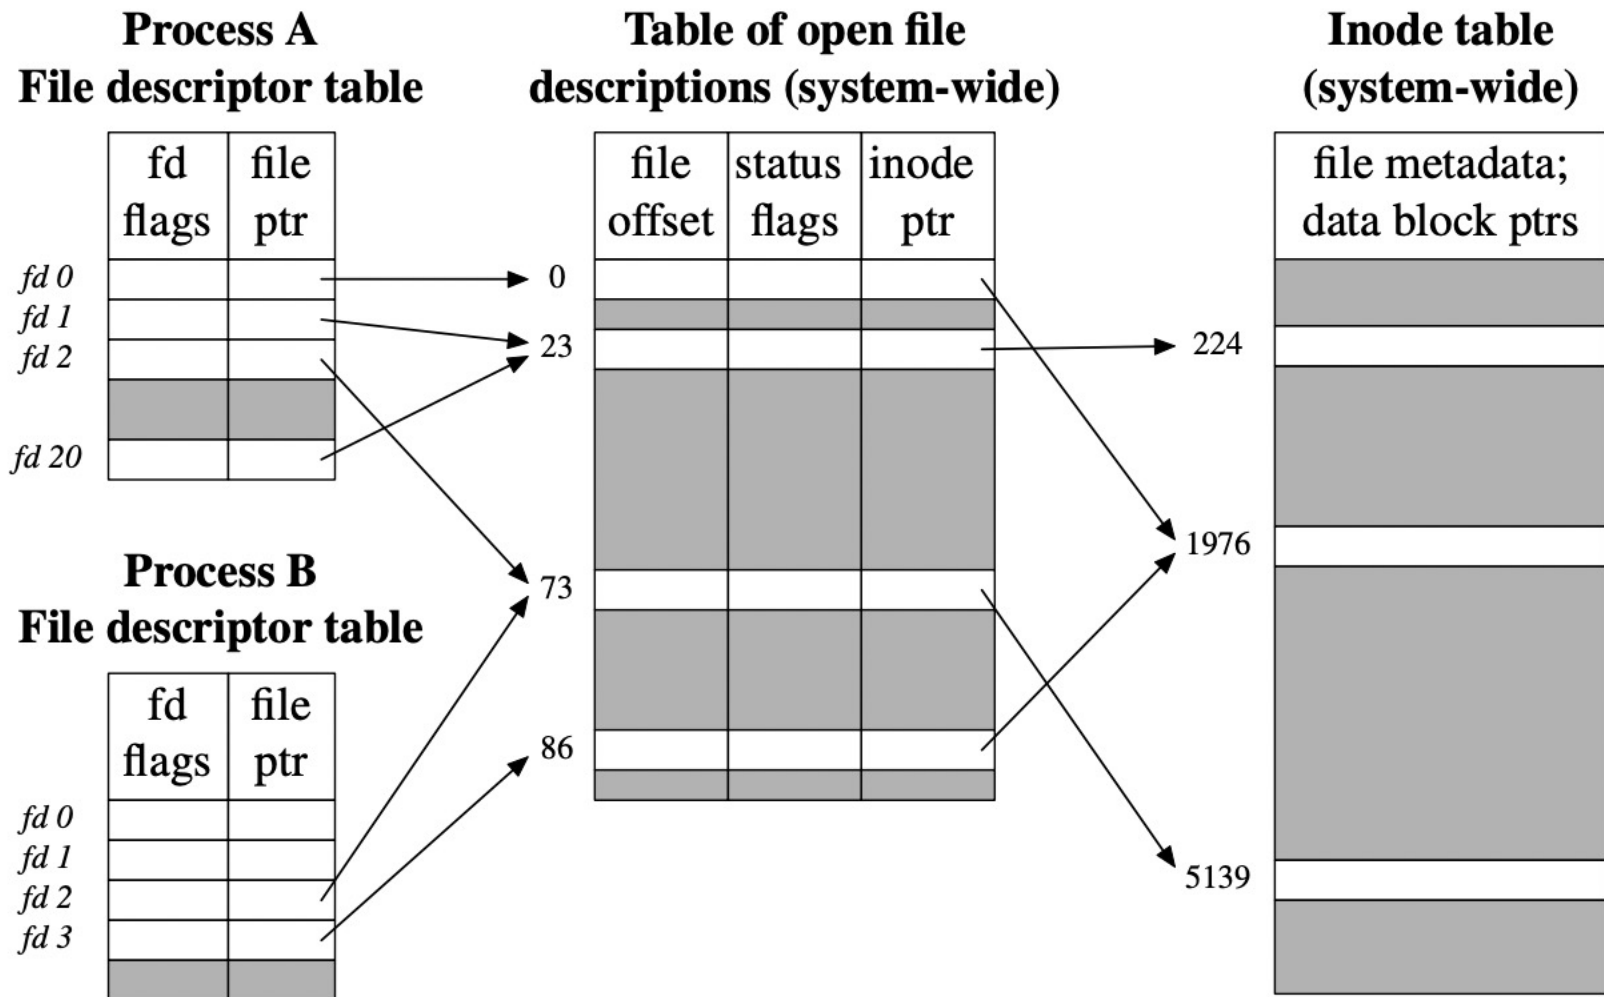 Process A
File descriptor table
fd
flags
file
ptr
fd 0
fd 1
fd 2
fd 20
Process B
File descriptor table
fd
flags
file
ptr
fd 0
fd 1
fd 2
fd 3
Table of open file
descriptions (system-wide)
file
offset
status
flags
inode
ptr
0
23
73
86
Inode table
(system-wide)
file metadata;
data block ptrs
224
1976
5139